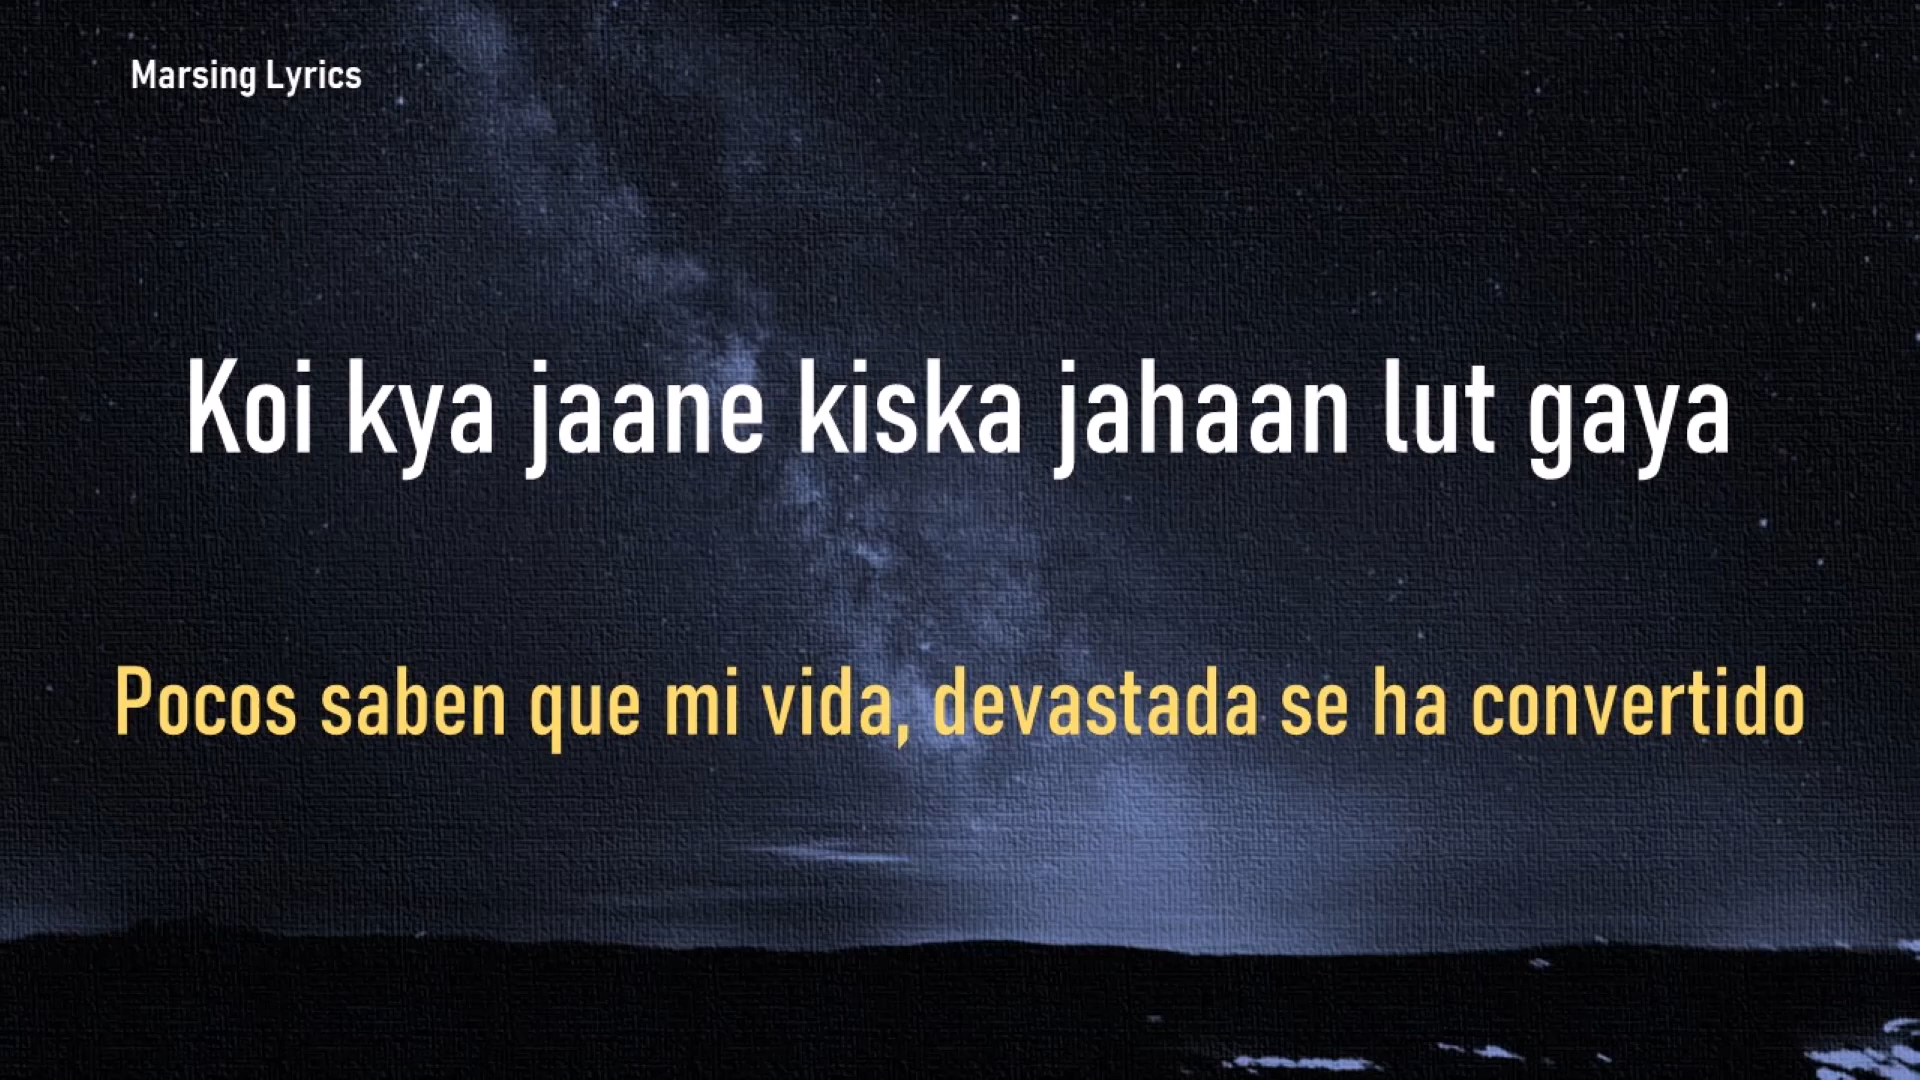 Marsing Lyrics
Koi kya jaane kiska jahaan lut gaya
Pocos saben que mi vida, devastada se ha convertido